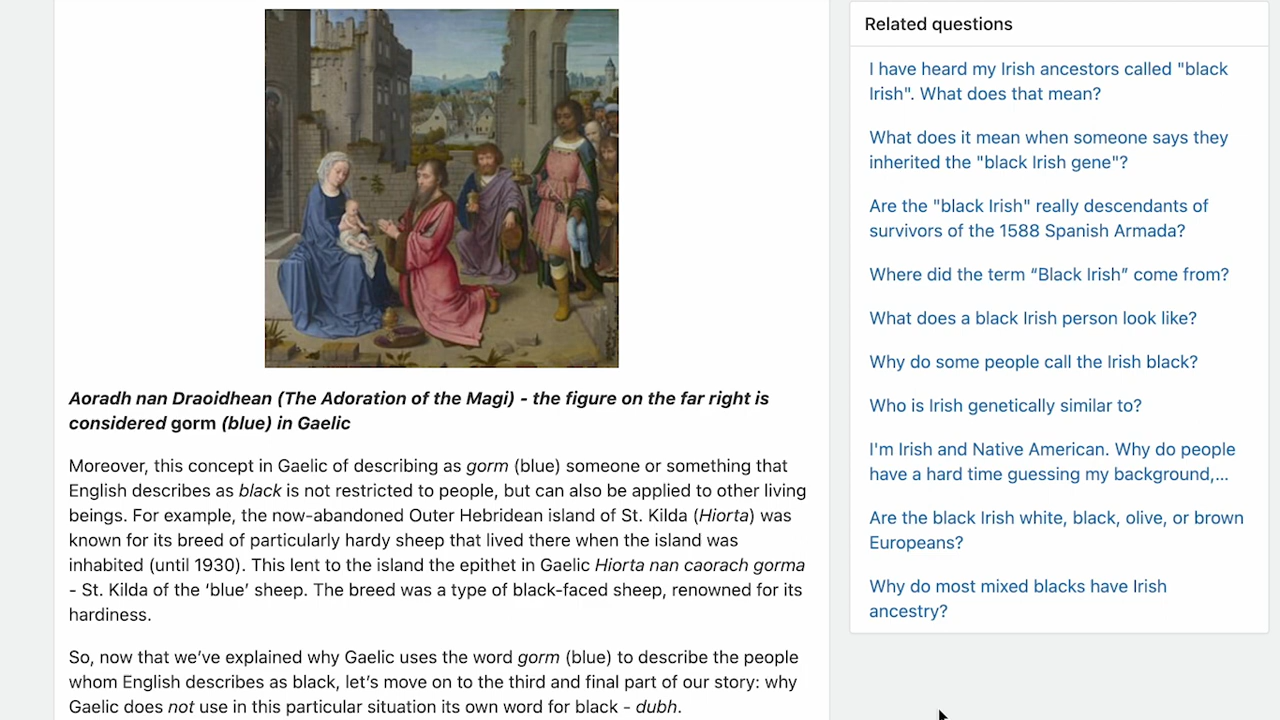 Aoradh nan Draoidhean (The Adoration of the Magi) - the figure on the far right is
considered gorm (blue) in Gaelic
Moreover, this concept in Gaelic of describing as gorm (blue) someone or something that
English describes as black is not restricted to people, but can also be applied to other living
beings. For example, the now-abandoned Outer Hebridean island of St. Kilda (Hiorta) was
known for its breed of particularly hardy sheep that lived there when the island was
inhabited (until 1930). This lent to the island the epithet in Gaelic Hiorta nan caorach gorma
- St. Kilda of the ‘blue’ sheep. The breed was a type of black-faced sheep, renowned for its
hardiness.
So, now that we’ve explained why Gaelic uses the word gorm (blue) to describe the people
whom English describes as black, let’s move on to the third and final part of our story: why
Gaelic does not use in this particular situation its own word for black - dubh.
Related questions
I have heard my Irish ancestors called "black
Irish". What does that mean?
What does it mean when someone says they
inherited the "black Irish gene"?
Are the "black Irish" really descendants of
survivors of the 1588 Spanish Armada?
Where did the term “Black Irish” come from?
What does a black Irish person look like?
Why do some people call the Irish black?
Who is Irish genetically similar to?
I'm Irish and Native American. Why do people
have a hard time guessing my background,...
Are the black Irish white, black, olive, or brown
Europeans?
Why do most mixed blacks have Irish
ancestry?